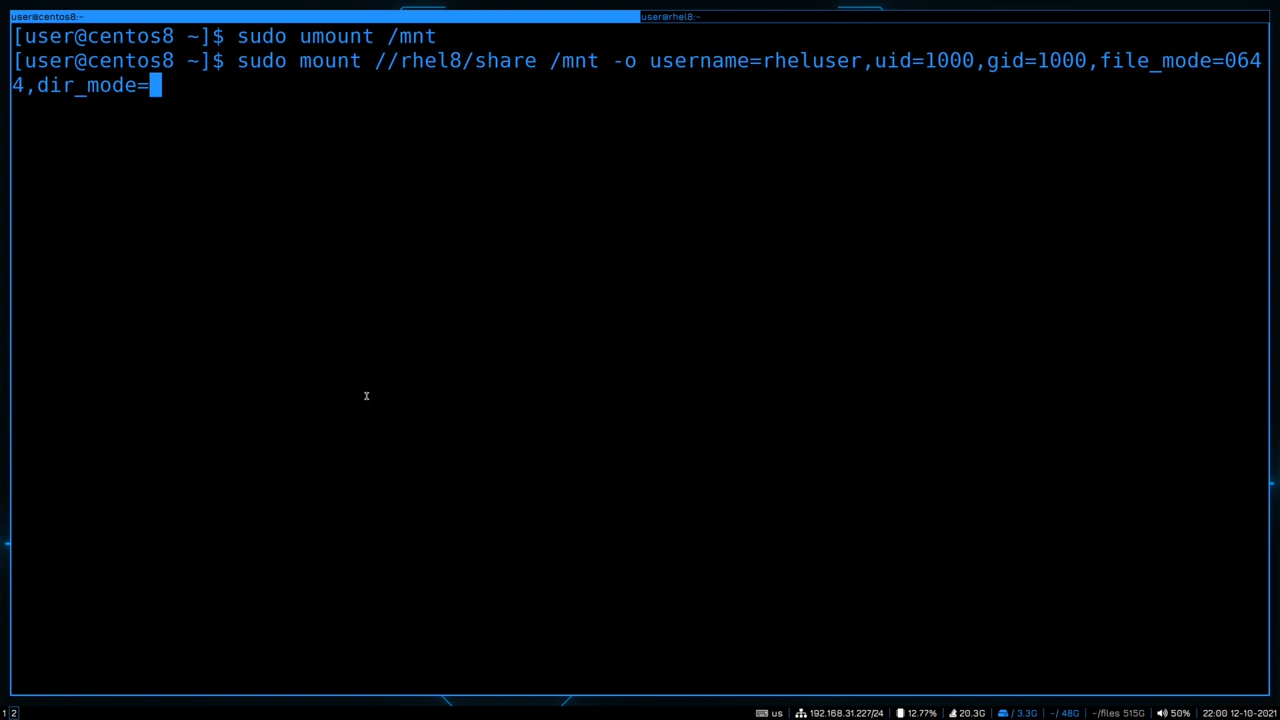 user@centos8:~
user@rhel8:~
[user@centos8 ~]$ sudo umount /mnt
[user@centos8 ~]$ sudo mount //rhel8/share /mnt -o username=rheluser,uid=1000,gid=1000,file_mode=064
4,dir_mode=
1 2
us 192.168.31.227/24 12.77% 20.3G / 3.3G ~/ 48G ~/files 515G 50% 22:00 12-10-2021